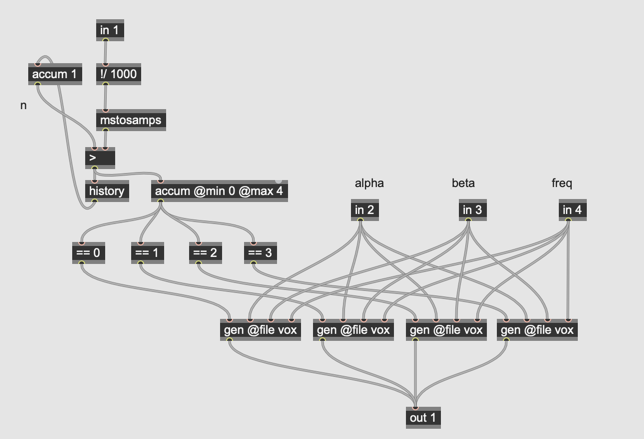 in 1
accum 1
!/ 1000
n
mstosamps
>
history
accum @min 0 @max 4
alpha
beta
freq
in 2
in 3
in 4
== 0
== 1
== 2
== 3
gen @file vox
gen @file vox
gen @file vox
gen @file vox
out 1